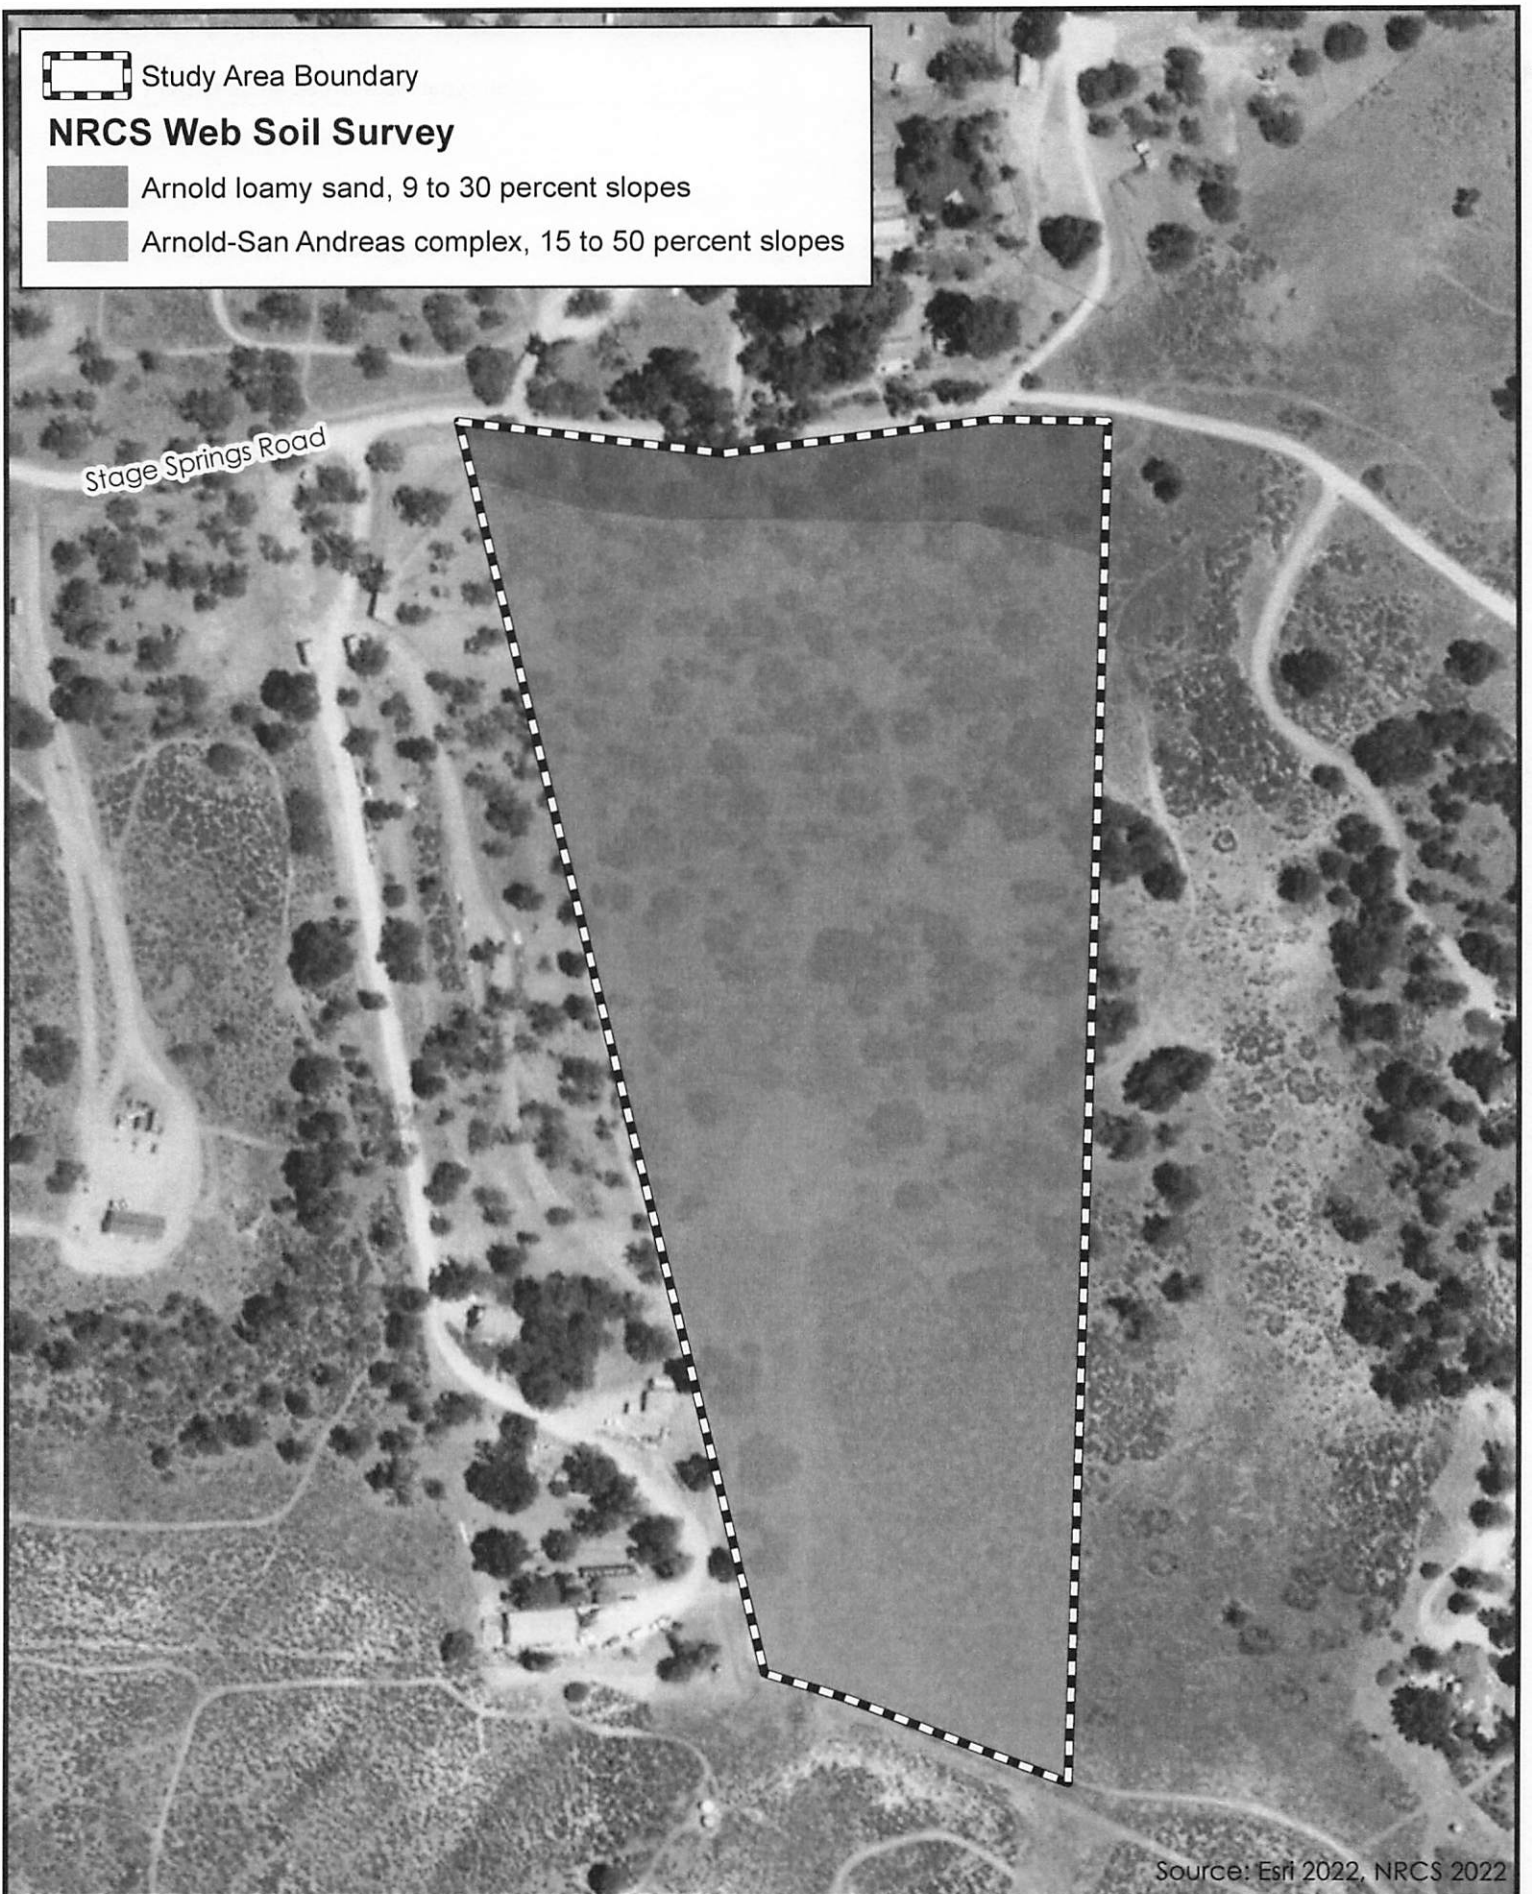 Study Area Boundary
NRCS Web Soil Survey
Arnold loamy sand, 9 to 30 percent slopes
Arnold-San Andreas complex, 15 to 50 percent slopes
Stage Springs Road
Source: Esri 2022, NRCS 2022